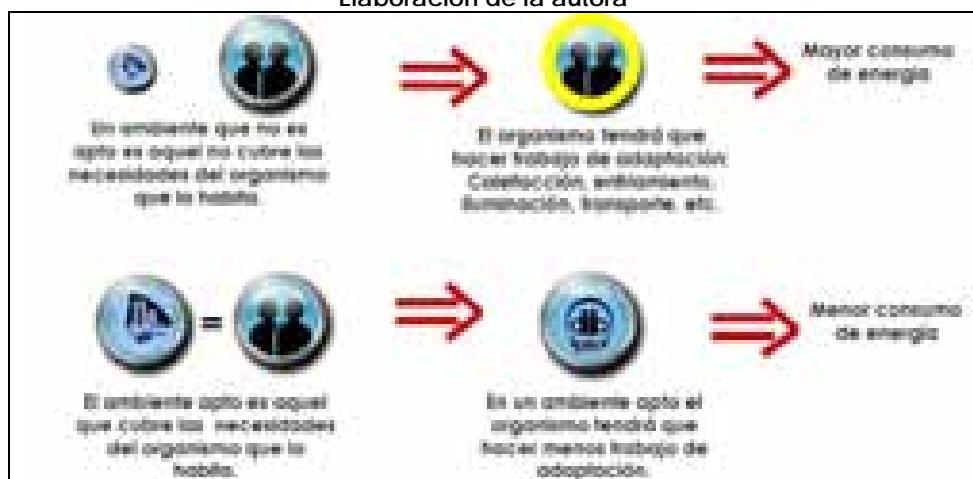 Elaboración de la autora
Mayor consumo
de energía
Un ambiente que no es
apto es aquel no cubre las
necesidades del organismo
que lo habita.
El organismo tendrá que
hacer trabajo de adaptación
Calefacción, enfriamiento,
iluminación, transporte, etc.
=
Menor consumo
de energía
El ambiente apto es aquel
que cubre las necesidades
del organismo que lo
habita.
En un ambiente apto el
organismo tendrá que
hacer menos trabajo de
adaptación.